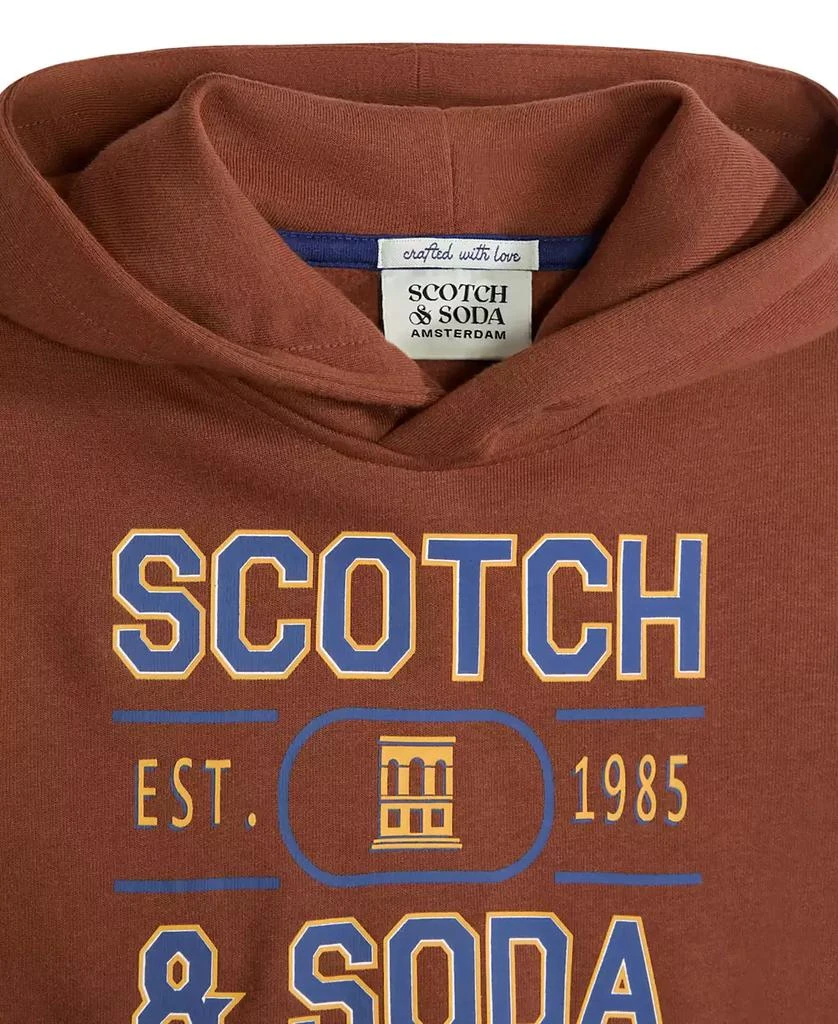 crafted with love
SCOTCH
& SODA
AMSTERDAM
SCOTCH
EST. 1985
& SODA